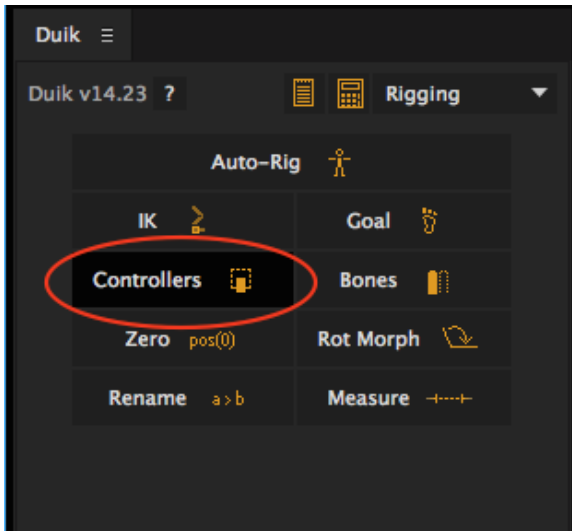 Duik
Duik v14.23 ? Rigging
Auto-Rig
IK Goal
Controllers Bones
Zero pos(0) Rot Morph
Rename a>b Measure